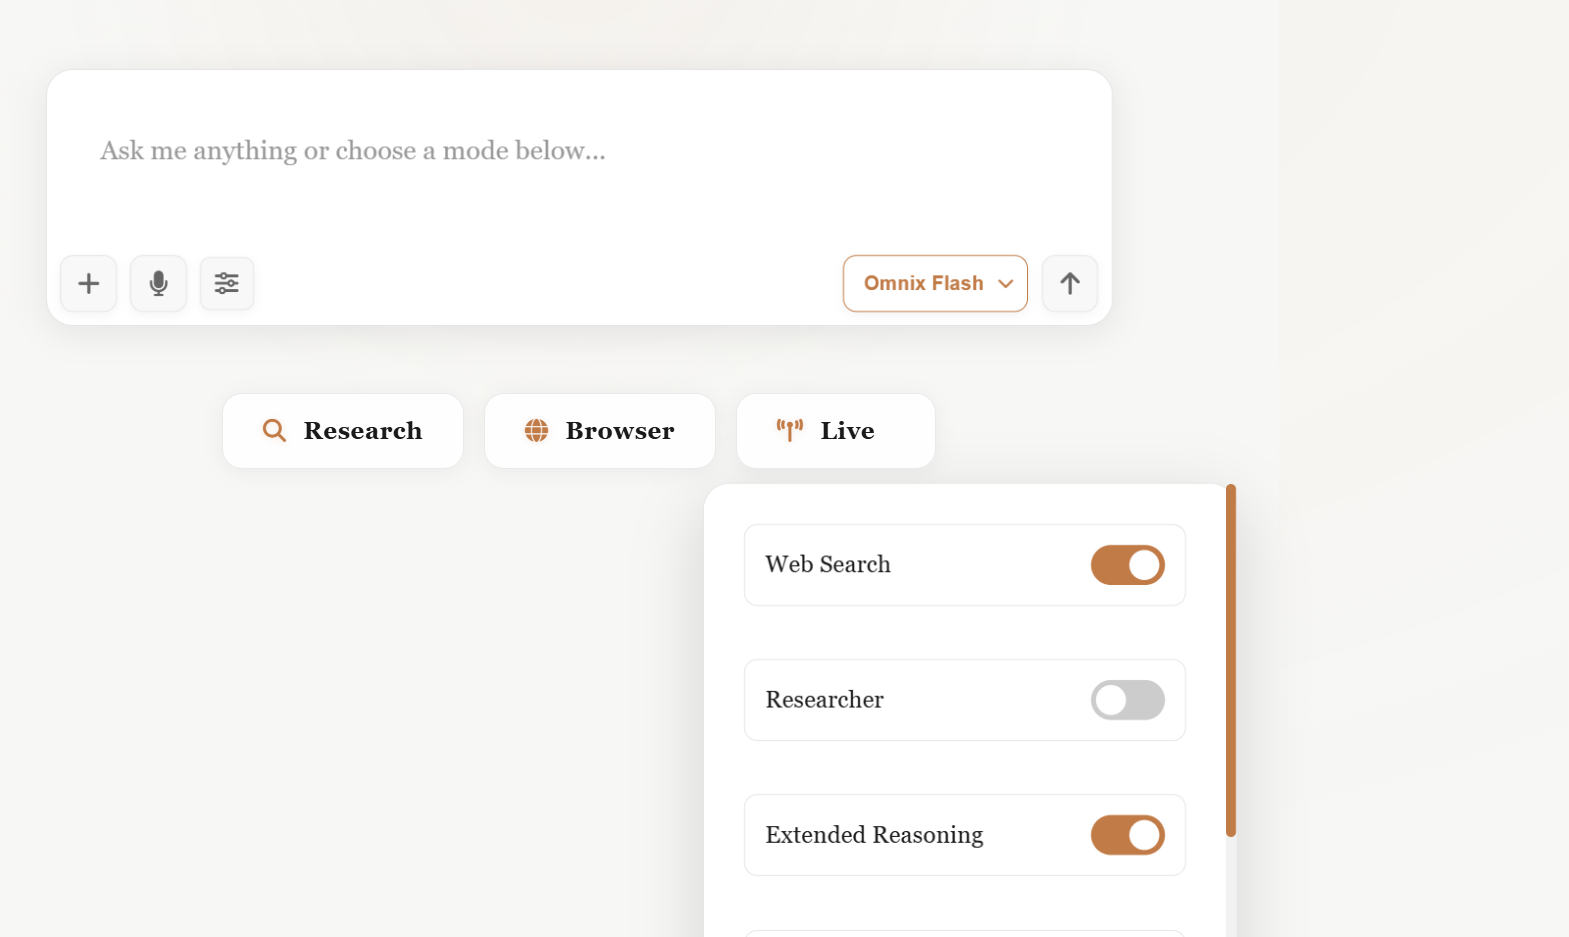 Ask me anything or choose a mode below...
Omnix Flash
Research
Browser
Live
Web Search
Researcher
Extended Reasoning